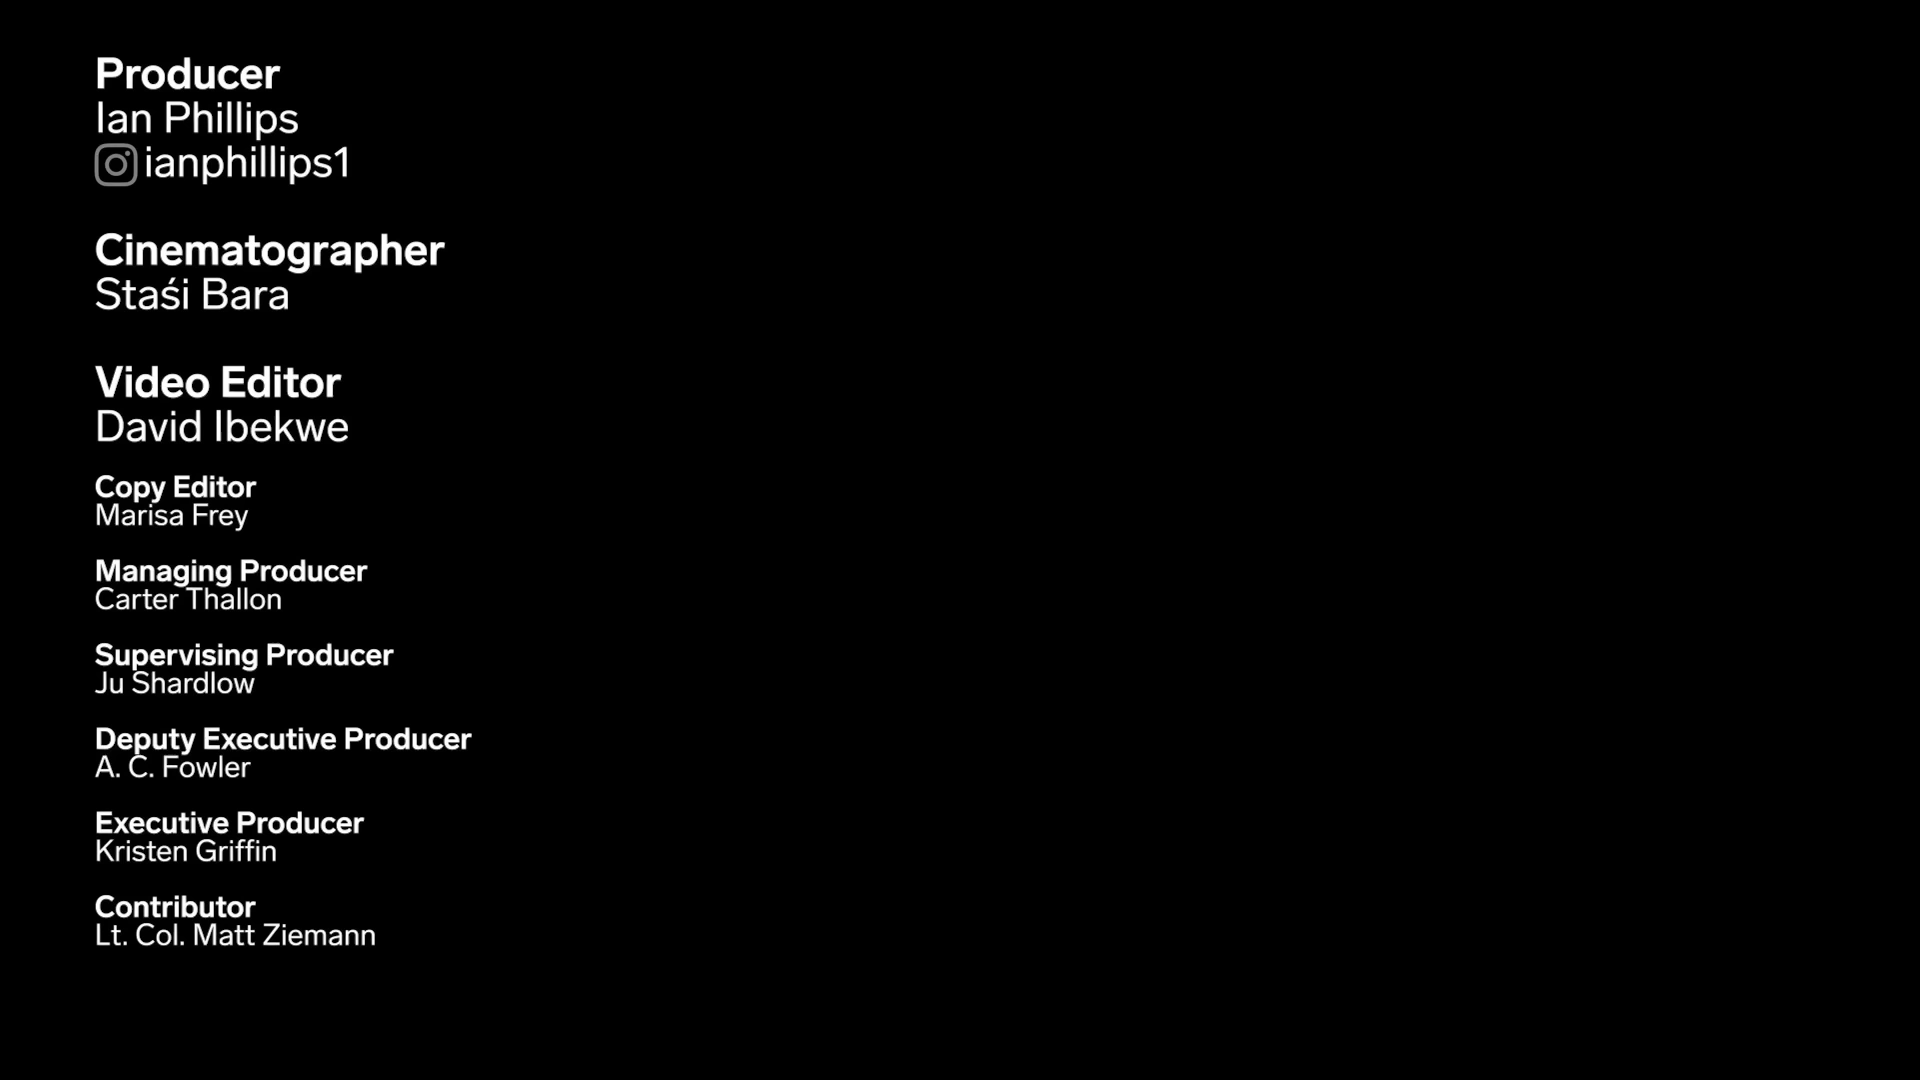 Producer
Ian Phillips
ianphillips1
Cinematographer
Staśi Bara
Video Editor
David Ibekwe
Copy Editor
Marisa Frey
Managing Producer
Carter Thallon
Supervising Producer
Ju Shardlow
Deputy Executive Producer
A. C. Fowler
Executive Producer
Kristen Griffin
Contributor
Lt. Col. Matt Ziemann